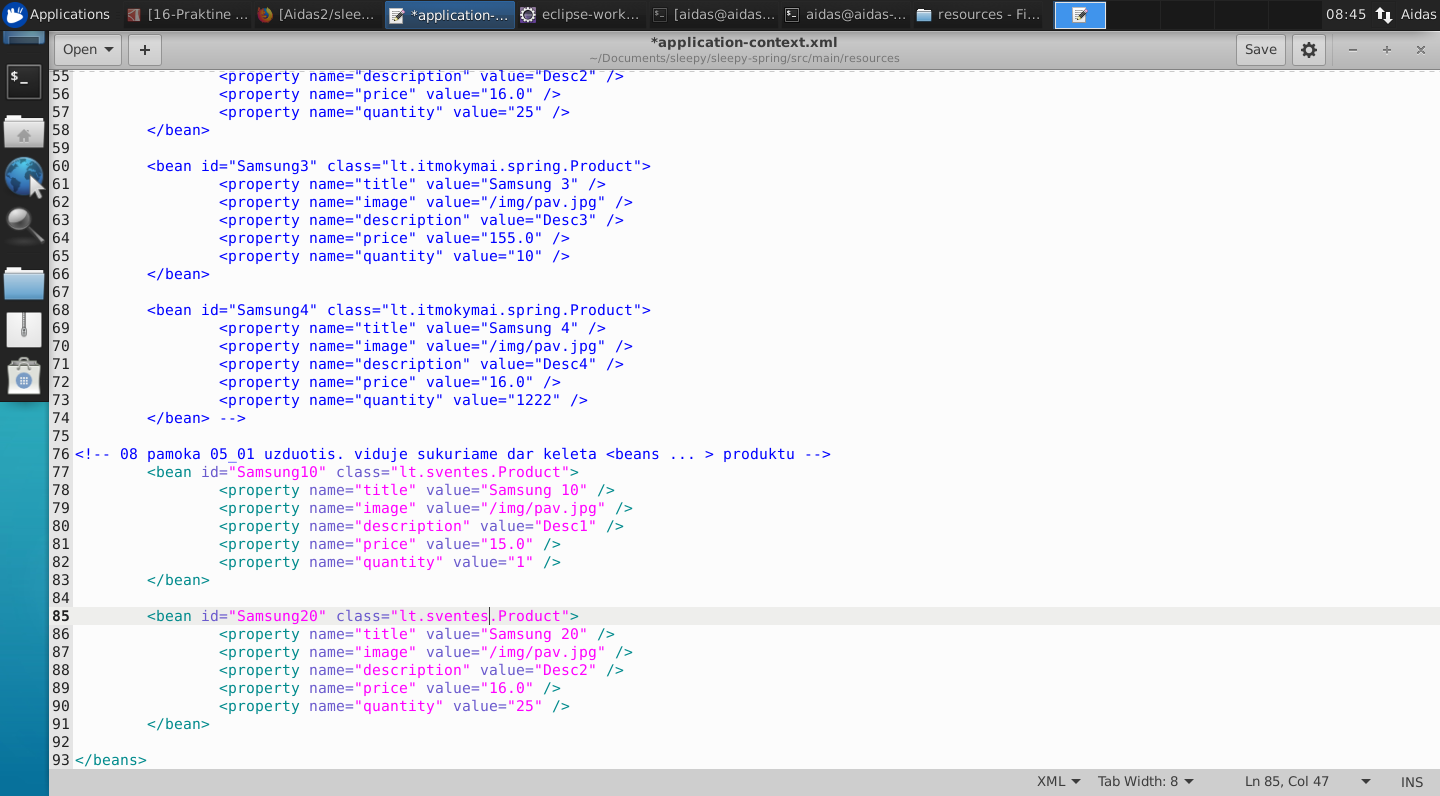 Applications [16-Praktine ... [Aidas2/slee... *application-... eclipse-work... [aidas@aidas... aidas@aidas-... resources - Fi... 08:45 Aidas
Open + *application-context.xml Save
~/Documents/sleepy/sleepy-spring/src/main/resources
55 <property name="description" value="Desc2" />
56 <property name="price" value="16.0" />
57 <property name="quantity" value="25" />
58 </bean>
59
60 <bean id="Samsung3" class="lt.itmokymai.spring.Product">
61 <property name="title" value="Samsung 3" />
62 <property name="image" value="/img/pav.jpg" />
63 <property name="description" value="Desc3" />
64 <property name="price" value="155.0" />
65 <property name="quantity" value="10" />
66 </bean>
67
68 <bean id="Samsung4" class="lt.itmokymai.spring.Product">
69 <property name="title" value="Samsung 4" />
70 <property name="image" value="/img/pav.jpg" />
71 <property name="description" value="Desc4" />
72 <property name="price" value="16.0" />
73 <property name="quantity" value="1222" />
74 </bean> -->
75
76 <!-- 08 pamoka 05_01 uzduotis. viduje sukuriame dar keleta <beans ... > produktu -->
77 <bean id="Samsung10" class="lt.sventes.Product">
78 <property name="title" value="Samsung 10" />
79 <property name="image" value="/img/pav.jpg" />
80 <property name="description" value="Desc1" />
81 <property name="price" value="15.0" />
82 <property name="quantity" value="1" />
83 </bean>
84
85 <bean id="Samsung20" class="lt.sventes.Product">
86 <property name="title" value="Samsung 20" />
87 <property name="image" value="/img/pav.jpg" />
88 <property name="description" value="Desc2" />
89 <property name="price" value="16.0" />
90 <property name="quantity" value="25" />
91 </bean>
92
93 </beans>
XML Tab Width: 8 Ln 85, Col 47 INS